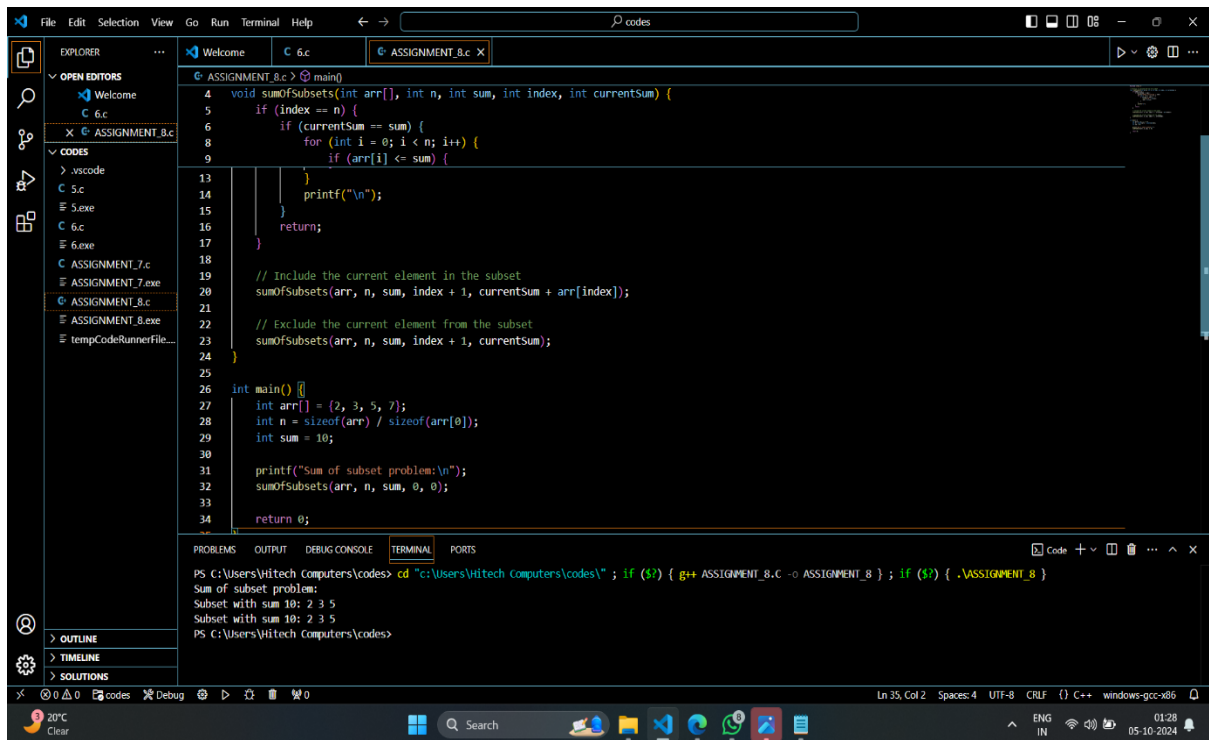 File Edit Selection View Go Run Terminal Help
codes
EXPLORER
Welcome
C 6.c
ASSIGNMENT_8.c
OPEN EDITORS
Welcome
C 6.c
ASSIGNMENT_8.c
CODES
.vscode
C 5.c
5.exe
C 6.c
6.exe
C ASSIGNMENT_7.c
ASSIGNMENT_7.exe
ASSIGNMENT_8.c
ASSIGNMENT_8.exe
tempCodeRunnerFile....
OUTLINE
TIMELINE
SOLUTIONS
ASSIGNMENT_8.c > main()
4 void sumOfSubsets(int arr[], int n, int sum, int index, int currentSum) {
5 if (index == n) {
6 if (currentSum == sum) {
8 for (int i = 0; i < n; i++) {
9 if (arr[i] <= sum) {
13 }
14 printf("\n");
15 }
16 return;
17 }
18
19 // Include the current element in the subset
20 sumOfSubsets(arr, n, sum, index + 1, currentSum + arr[index]);
21
22 // Exclude the current element from the subset
23 sumOfSubsets(arr, n, sum, index + 1, currentSum);
24 }
25
26 int main() {
27 int arr[] = {2, 3, 5, 7};
28 int n = sizeof(arr) / sizeof(arr[0]);
29 int sum = 10;
30
31 printf("Sum of subset problem:\n");
32 sumOfSubsets(arr, n, sum, 0, 0);
33
34 return 0;
PROBLEMS OUTPUT DEBUG CONSOLE TERMINAL PORTS
Code
PS C:\Users\Hitech Computers\codes> cd "c:\Users\Hitech Computers\codes\" ; if ($?) { g++ ASSIGNMENT_8.C -o ASSIGNMENT_8 } ; if ($?) { .\ASSIGNMENT_8 }
Sum of subset problem:
Subset with sum 10: 2 3 5
Subset with sum 10: 2 3 5
PS C:\Users\Hitech Computers\codes>
0 0 codes Debug 0
Ln 35, Col 2 Spaces: 4 UTF-8 CRLF {} C++ windows-gcc-x86
3
20°C
Clear
Search
9
ENG
IN
01:28
05-10-2024